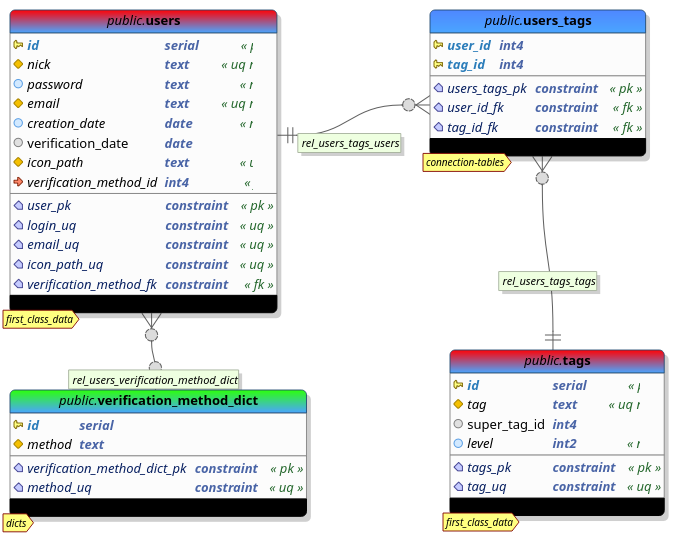 public.users
id serial « p
nick text « uq n
password text « n
email text « uq n
creation_date date « n
verification_date date
icon_path text « u
verification_method_id int4 «
user_pk constraint « pk »
login_uq constraint « uq »
email_uq constraint « uq »
icon_path_uq constraint « uq »
verification_method_fk constraint « fk »
first_class_data
rel_users_tags_users
public.users_tags
user_id int4
tag_id int4
users_tags_pk constraint « pk »
user_id_fk constraint « fk »
tag_id_fk constraint « fk »
connection-tables
rel_users_tags_tags
rel_users_verification_method_dict
public.verification_method_dict
id serial
method text
verification_method_dict_pk constraint « pk »
method_uq constraint « uq »
dicts
public.tags
id serial « p
tag text « uq n
super_tag_id int4
level int2 « n
tags_pk constraint « pk »
tag_uq constraint « uq »
first_class_data